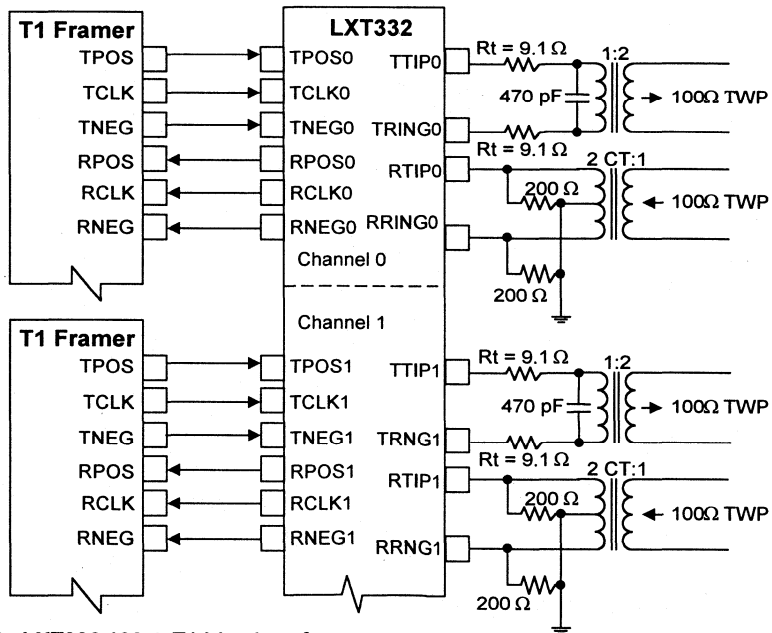 T1 Framer
TPOS
TCLK
TNEG
RPOS
RCLK
RNEG
LXT332
TPOS0
TCLK0
TNEG0
RPOS0
RCLK0
RNEG0
Channel 0
TTIP0
TRING0
RTIP0
RRING0
Rt = 9.1 Ω
470 pF
Rt = 9.1 Ω
1:2
100Ω TWP
2 CT:1
200 Ω
100Ω TWP
200 Ω
Channel 1
T1 Framer
TPOS
TCLK
TNEG
RPOS
RCLK
RNEG
TPOS1
TCLK1
TNEG1
RPOS1
RCLK1
RNEG1
TTIP1
TRNG1
RTIP1
RRNG1
Rt = 9.1 Ω
470 pF
Rt = 9.1 Ω
1:2
100Ω TWP
2 CT:1
200 Ω
100Ω TWP
200 Ω